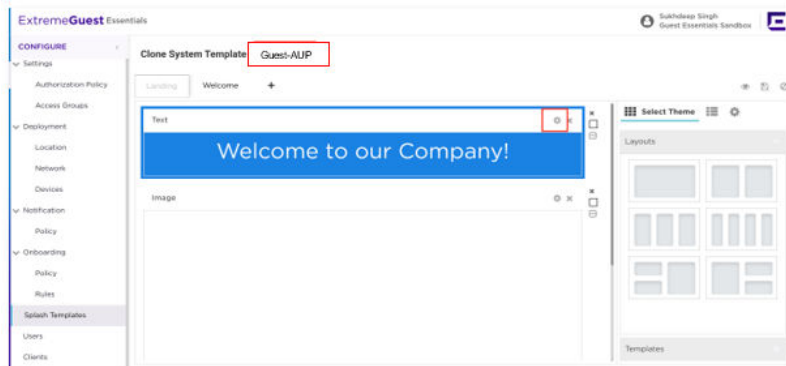 ExtremeGuest Essentials
Sukhdeep Singh
Guest Essentials Sandbox
CONFIGURE
Settings
Authorization Policy
Access Groups
Deployment
Location
Network
Devices
Notification
Policy
Onboarding
Policy
Rules
Splash Templates
Users
Clients
Clone System Template
Guest-AUP
Landing
Welcome
Text
Welcome to our Company!
Image
Select Theme
Layouts
Templates